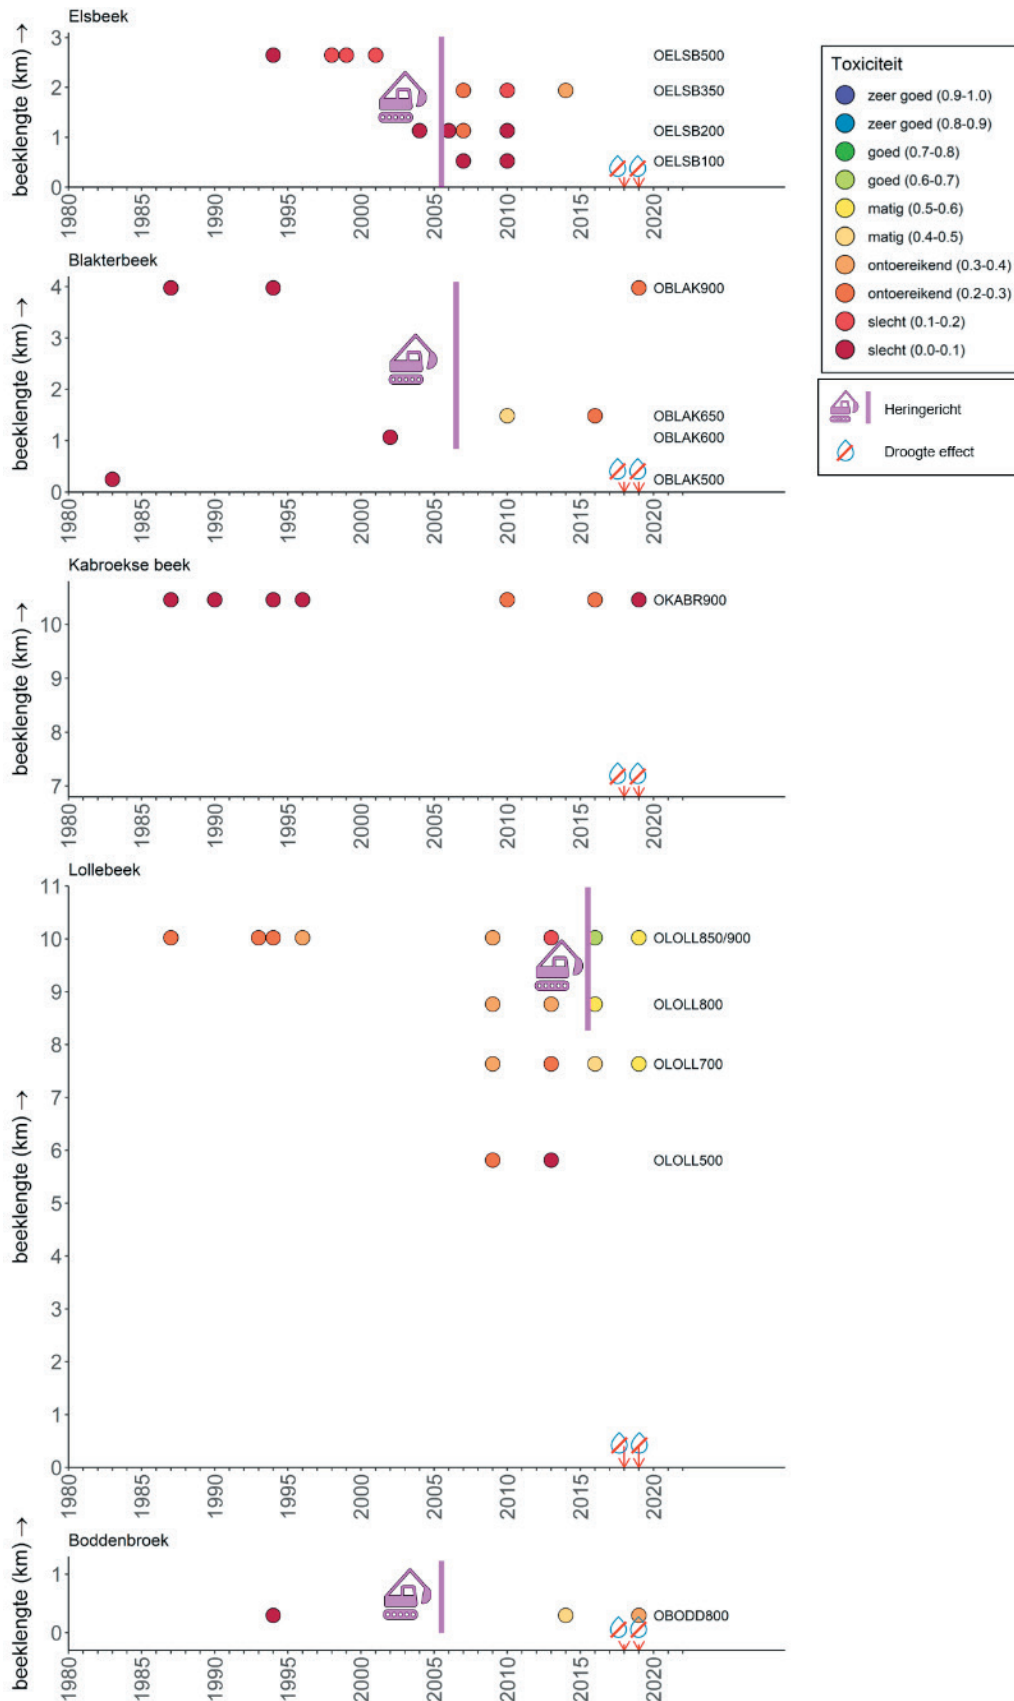 Elsbeek
beeklengte (km) →
3
2
1
0
OELSB500
OELSB350
OELSB200
OELSB100
1980
1985
1990
1995
2000
2005
2010
2015
2020
Toxiciteit
zeer goed (0.9-1.0)
zeer goed (0.8-0.9)
goed (0.7-0.8)
goed (0.6-0.7)
matig (0.5-0.6)
matig (0.4-0.5)
ontoereikend (0.3-0.4)
ontoereikend (0.2-0.3)
slecht (0.1-0.2)
slecht (0.0-0.1)
Heringericht
Droogte effect
Blakterbeek
beeklengte (km) →
4
3
2
1
0
OBLAK900
OBLAK650
OBLAK600
OBLAK500
1980
1985
1990
1995
2000
2005
2010
2015
2020
Kabroekse beek
beeklengte (km) →
10
9
8
7
OKABR900
1980
1985
1990
1995
2000
2005
2010
2015
2020
Lollebeek
beeklengte (km) →
11
10
9
8
7
6
5
4
3
2
1
0
OLOLL850/900
OLOLL800
OLOLL700
OLOLL500
1980
1985
1990
1995
2000
2005
2010
2015
2020
Boddenbroek
beeklengte (km) →
1
0
OBODD800
1980
1985
1990
1995
2000
2005
2010
2015
2020